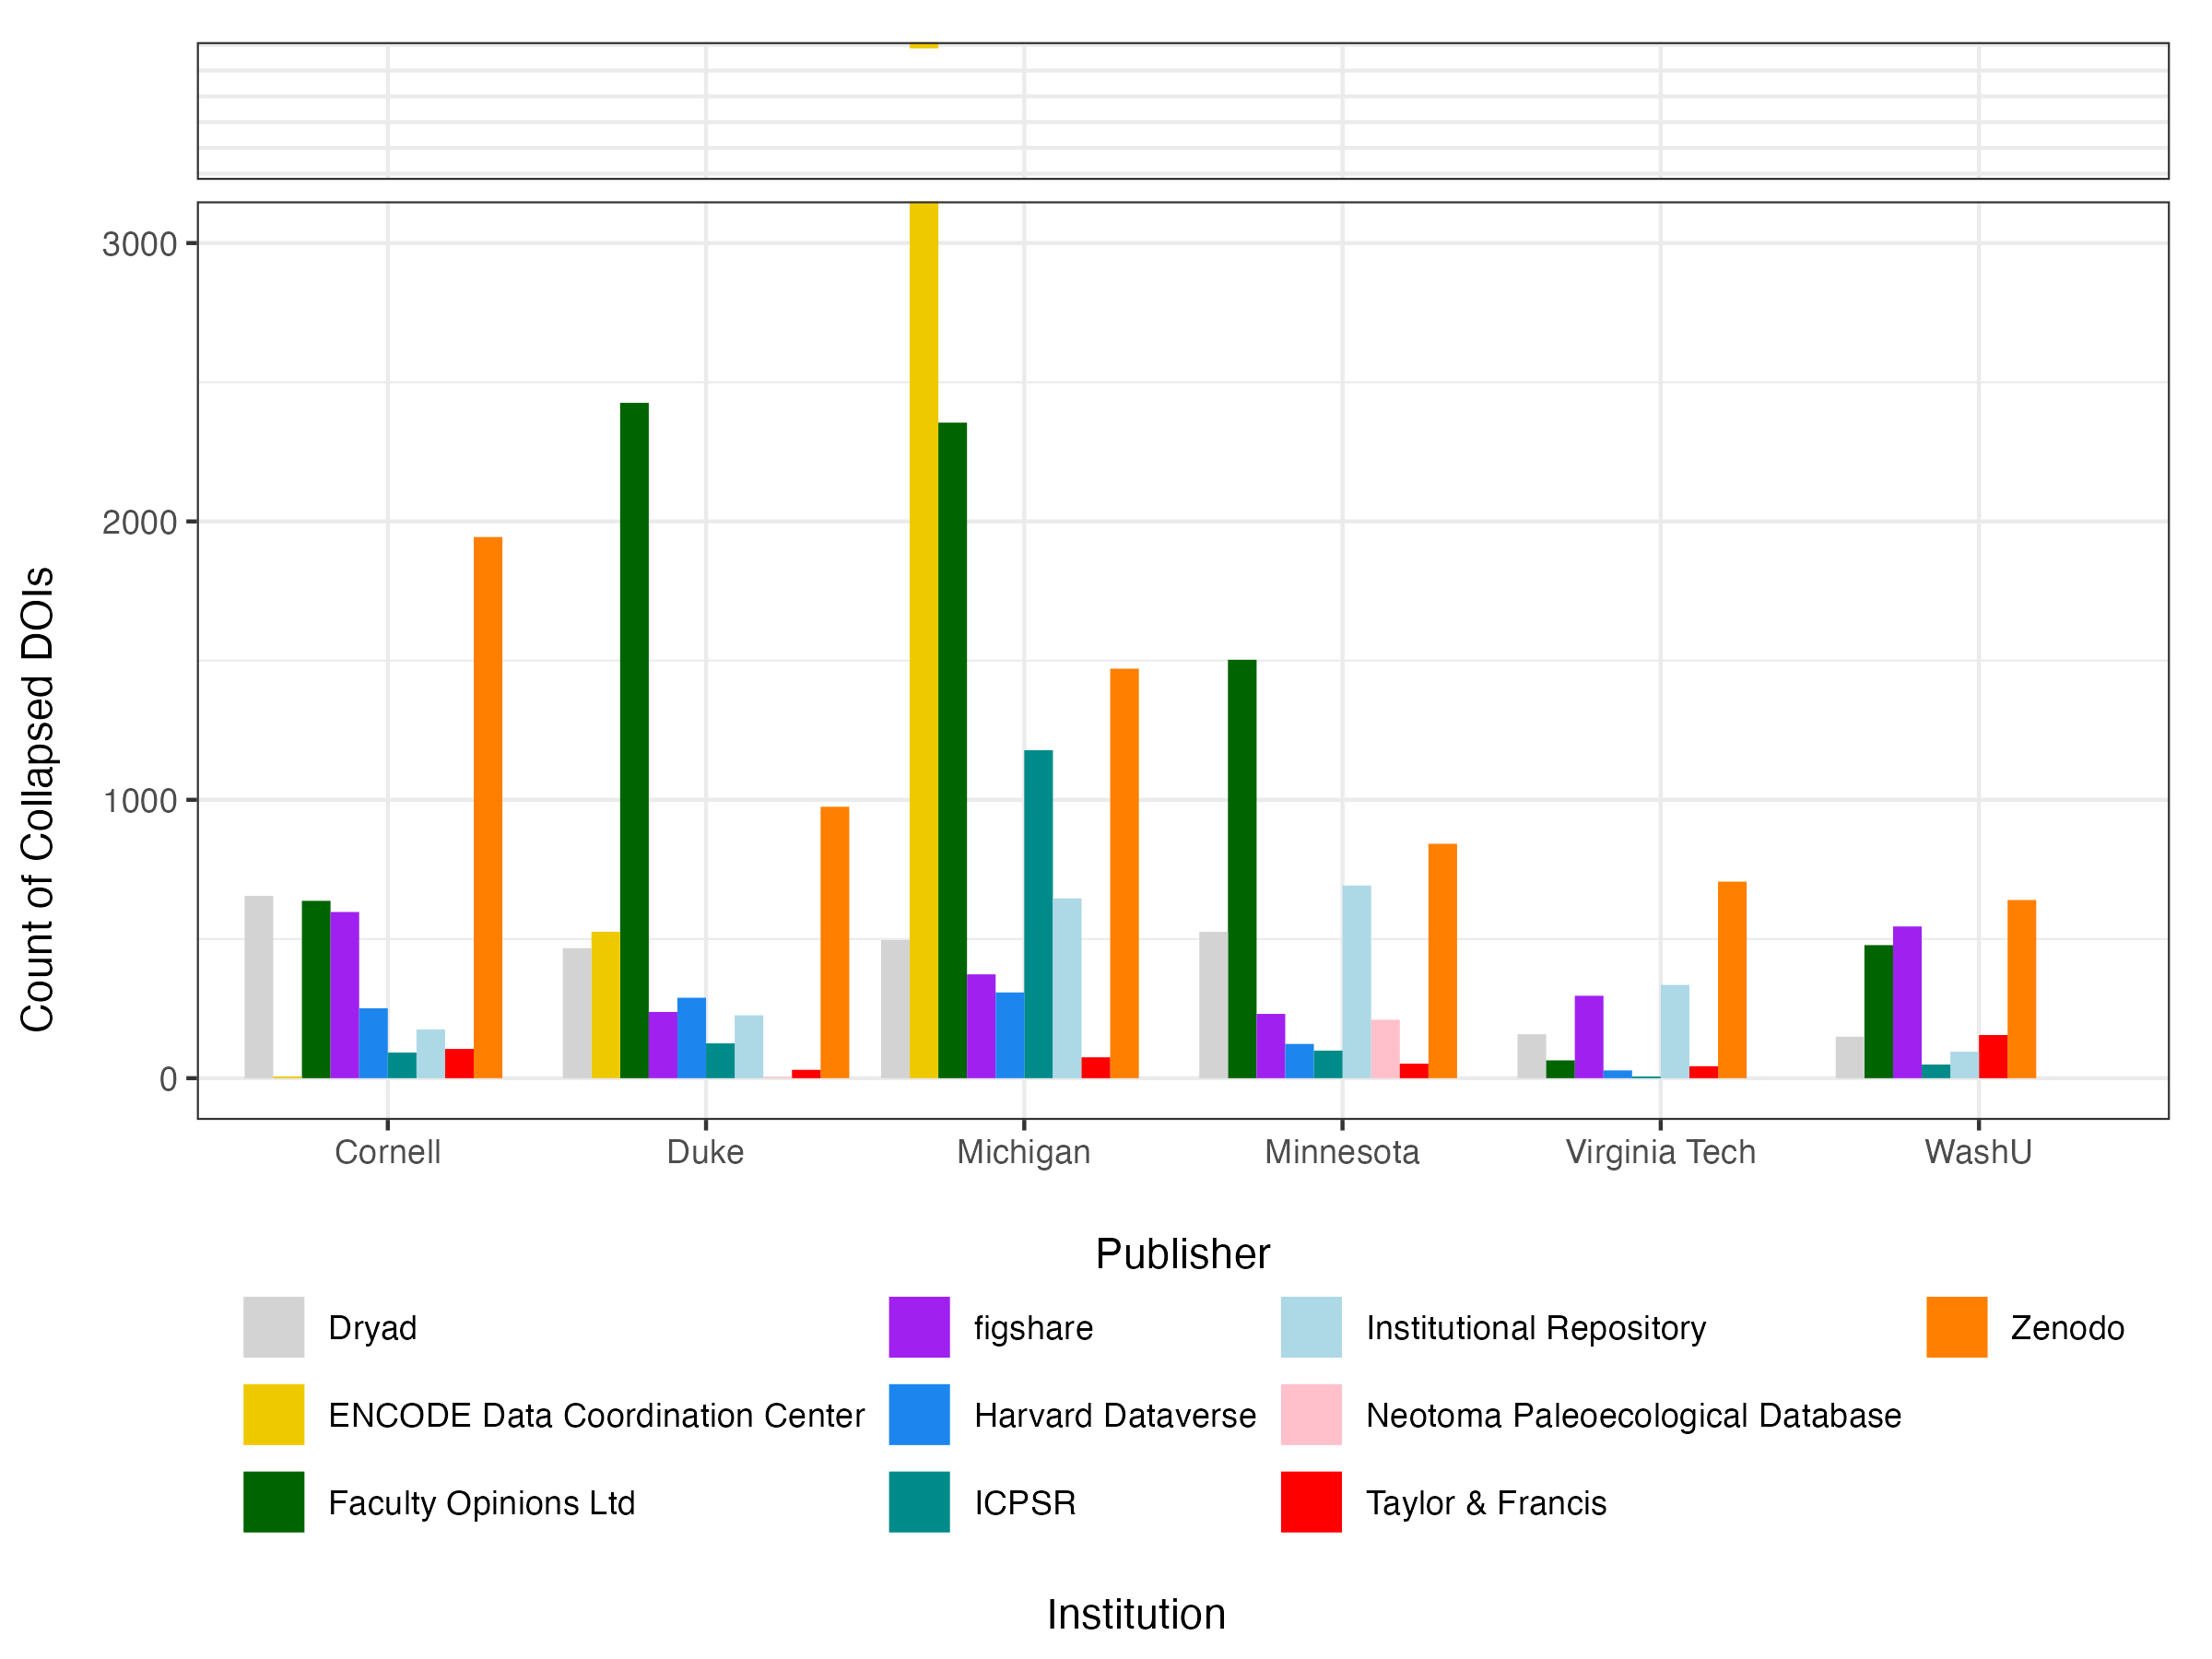 3000
2000
1000
0
Count of Collapsed DOIs
Cornell Duke Michigan Minnesota Virginia Tech WashU
Publisher
Dryad figshare Institutional Repository Zenodo
ENCODE Data Coordination Center Harvard Dataverse Neotoma Paleoecological Database
Faculty Opinions Ltd ICPSR Taylor & Francis
Institution